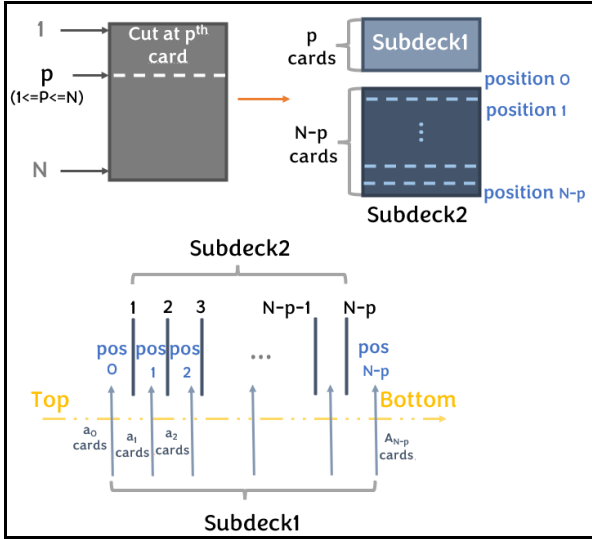 1
Cut at pth
card
p
(1<=P<=N)
N
p
cards
Subdeck1
position 0
position 1
N-p
cards
position N-p
Subdeck2
Subdeck2
1 2 3 N-p-1 N-p
pos pos pos ... pos
0 1 2 N-p
Top Bottom
a0 a1 a2 AN-p
cards cards cards cards.
Subdeck1